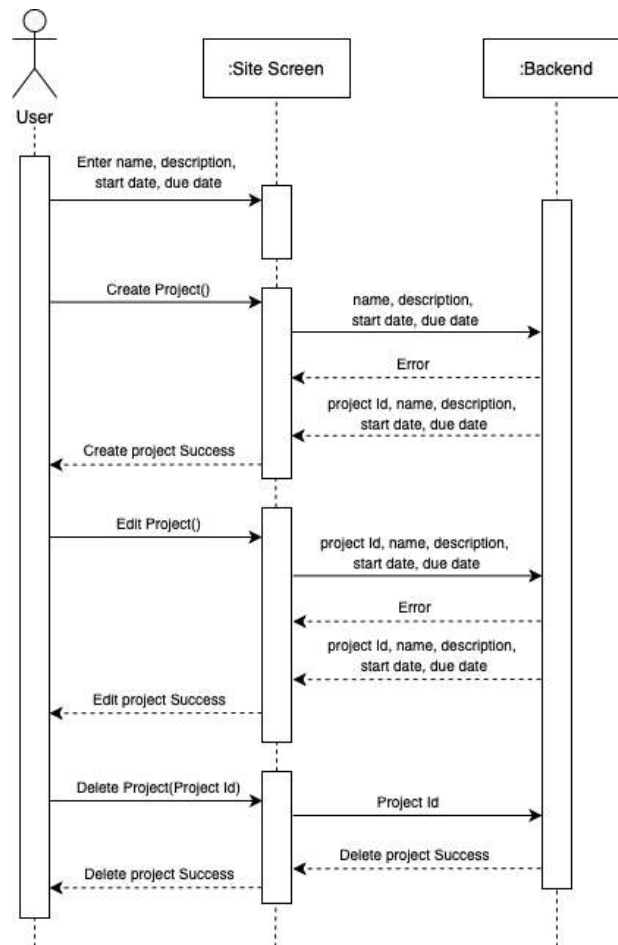 :Site Screen
:Backend
User
Enter name, description,
start date, due date
Create Project()
name, description,
start date, due date
Error
project Id, name, description,
start date, due date
Create project Success
Edit Project()
project Id, name, description,
start date, due date
Error
project Id, name, description,
start date, due date
Edit project Success
Delete Project(Project Id)
Project Id
Delete project Success
Delete project Success